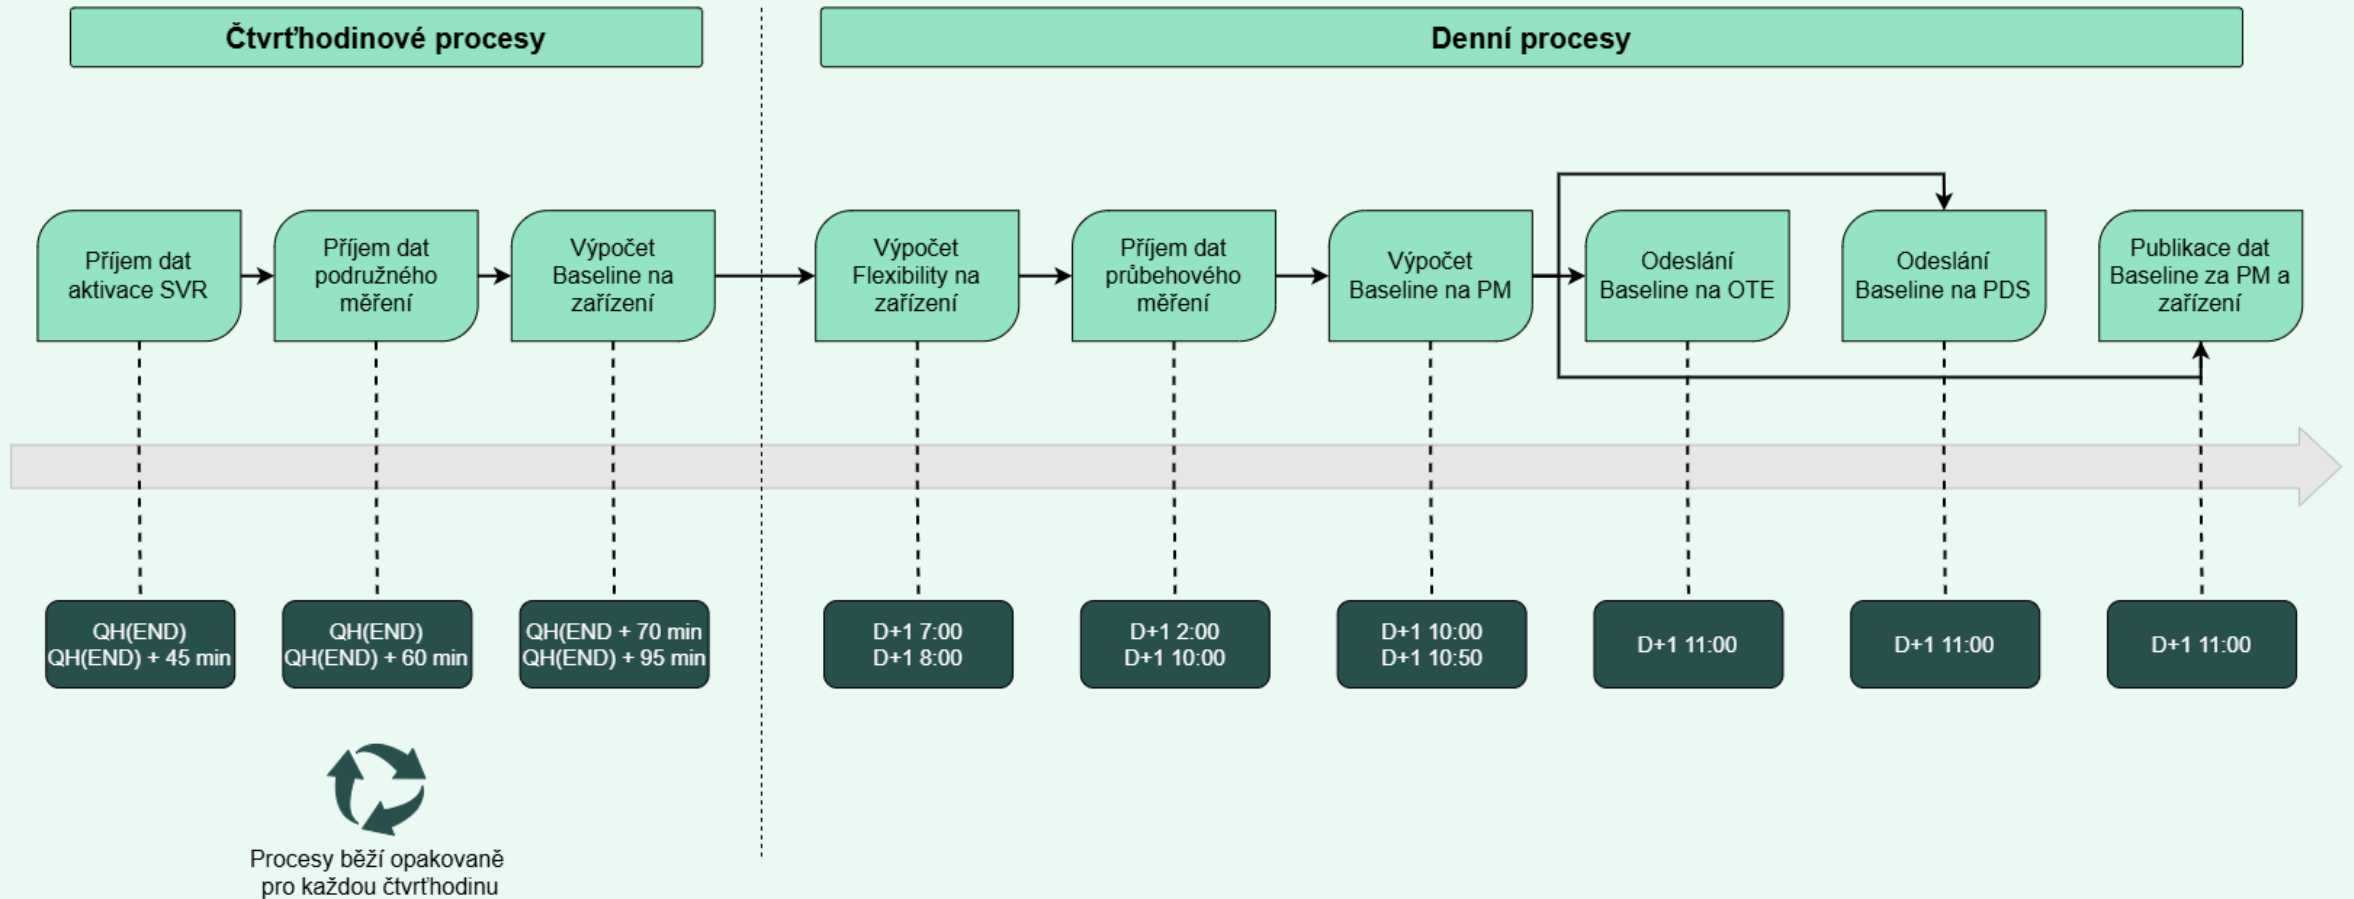 Čtvrťhodinové procesy
Denní procesy
Příjem dat
aktivace SVR
Příjem dat
podružného
měření
Výpočet
Baseline na
zařízení
Výpočet
Flexibility na
zařízení
Příjem dat
průbehového
měření
Výpočet
Baseline na PM
Odeslání
Baseline na OTE
Odeslání
Baseline na PDS
Publikace dat
Baseline za PM a
zařízení
QH(END)
QH(END) + 45 min
QH(END)
QH(END) + 60 min
QH(END + 70 min
QH(END) + 95 min
D+1 7:00
D+1 8:00
D+1 2:00
D+1 10:00
D+1 10:00
D+1 10:50
D+1 11:00
D+1 11:00
D+1 11:00
Procesy běží opakovaně
pro každou čtvrťhodinu